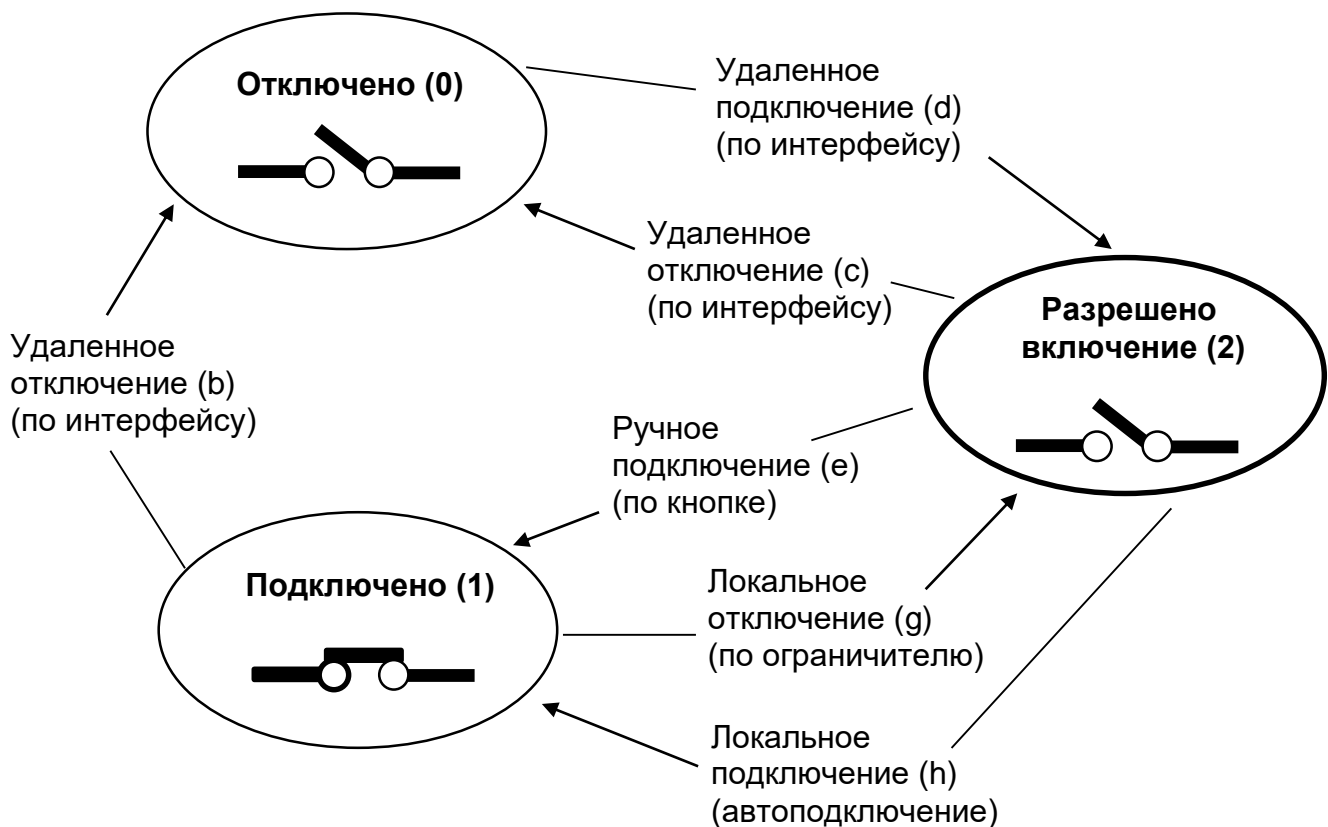 Отключено (0)
Удаленное
подключение (d)
(по интерфейсу)
Удаленное
отключение (c)
(по интерфейсу)
Разрешено
включение (2)
Удаленное
отключение (b)
(по интерфейсу)
Ручное
подключение (e)
(по кнопке)
Подключено (1)
Локальное
отключение (g)
(по ограничителю)
Локальное
подключение (h)
(автоподключение)